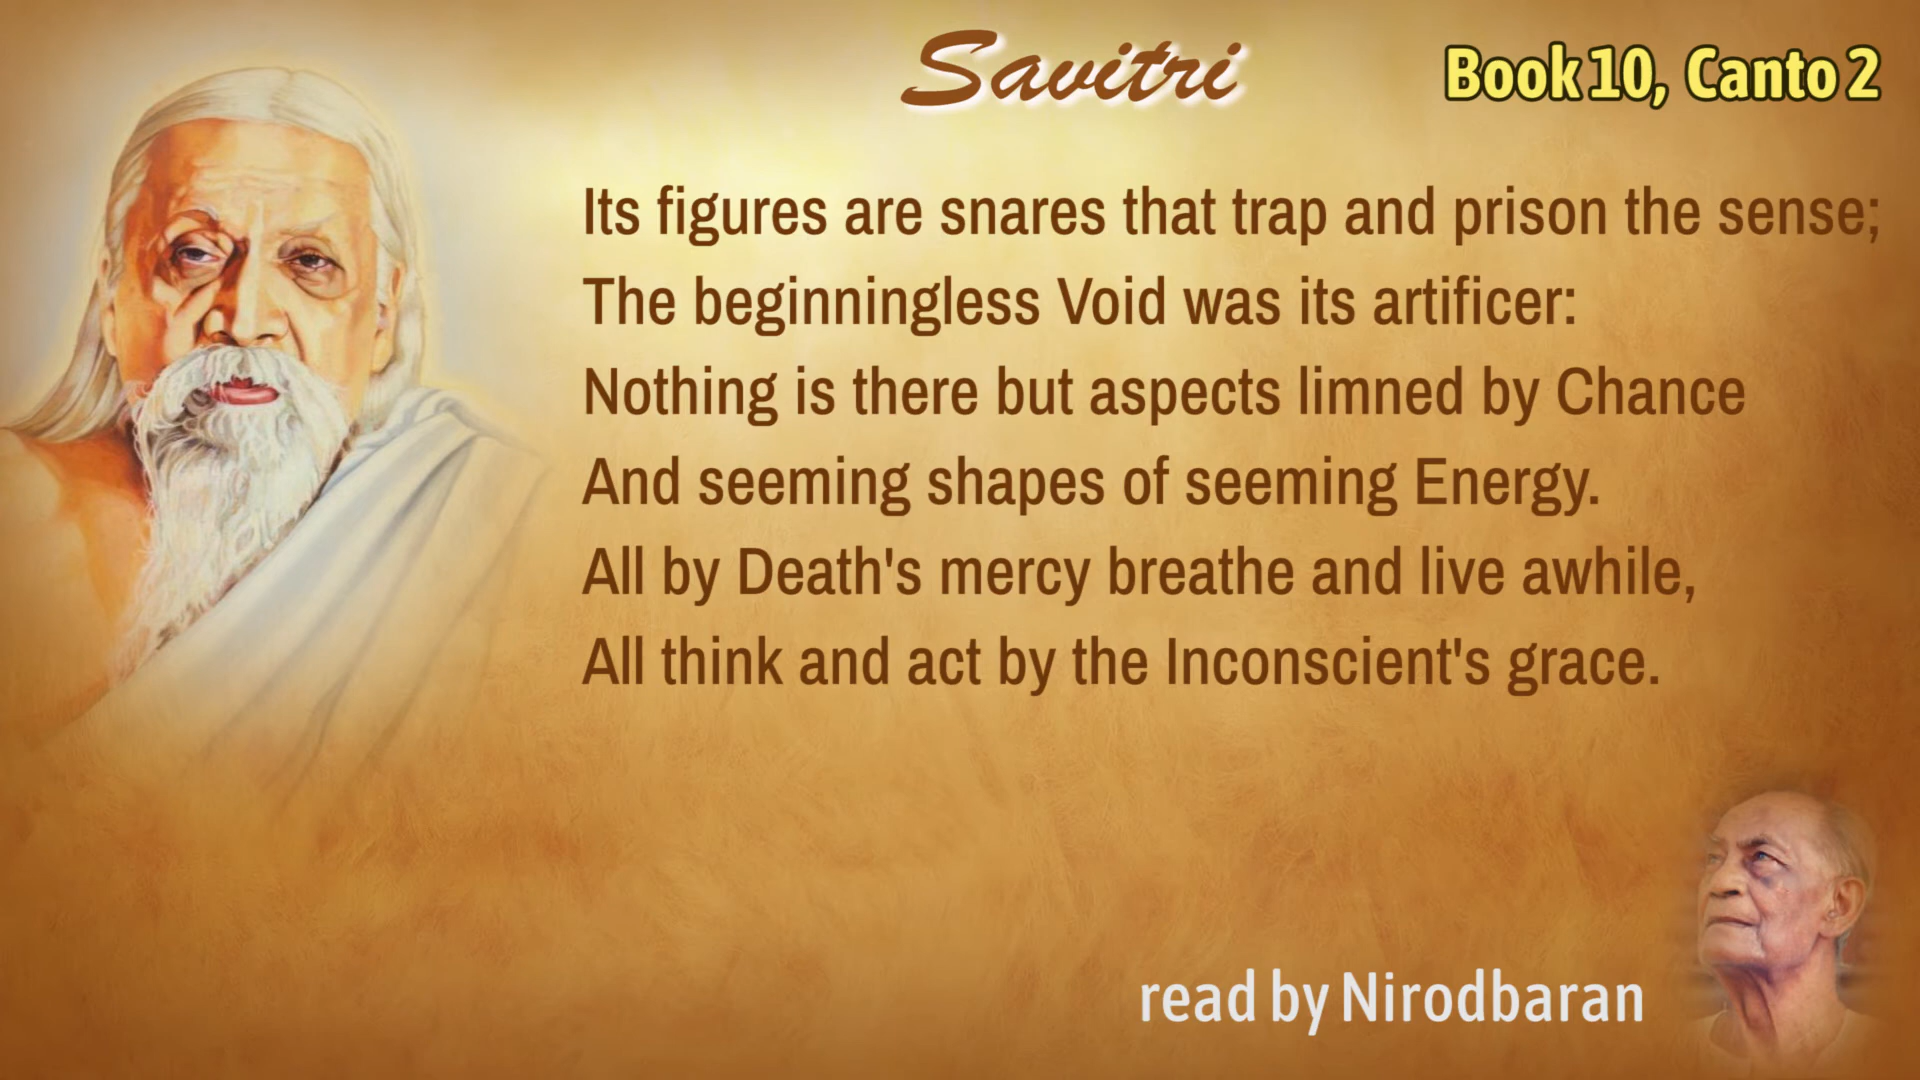 Savitri
Book 10, Canto 2
Its figures are snares that trap and prison the sense;
The beginningless Void was its artificer:
Nothing is there but aspects limned by Chance
And seeming shapes of seeming Energy.
All by Death's mercy breathe and live awhile,
All think and act by the Inconscient's grace.
read by Nirodbaran